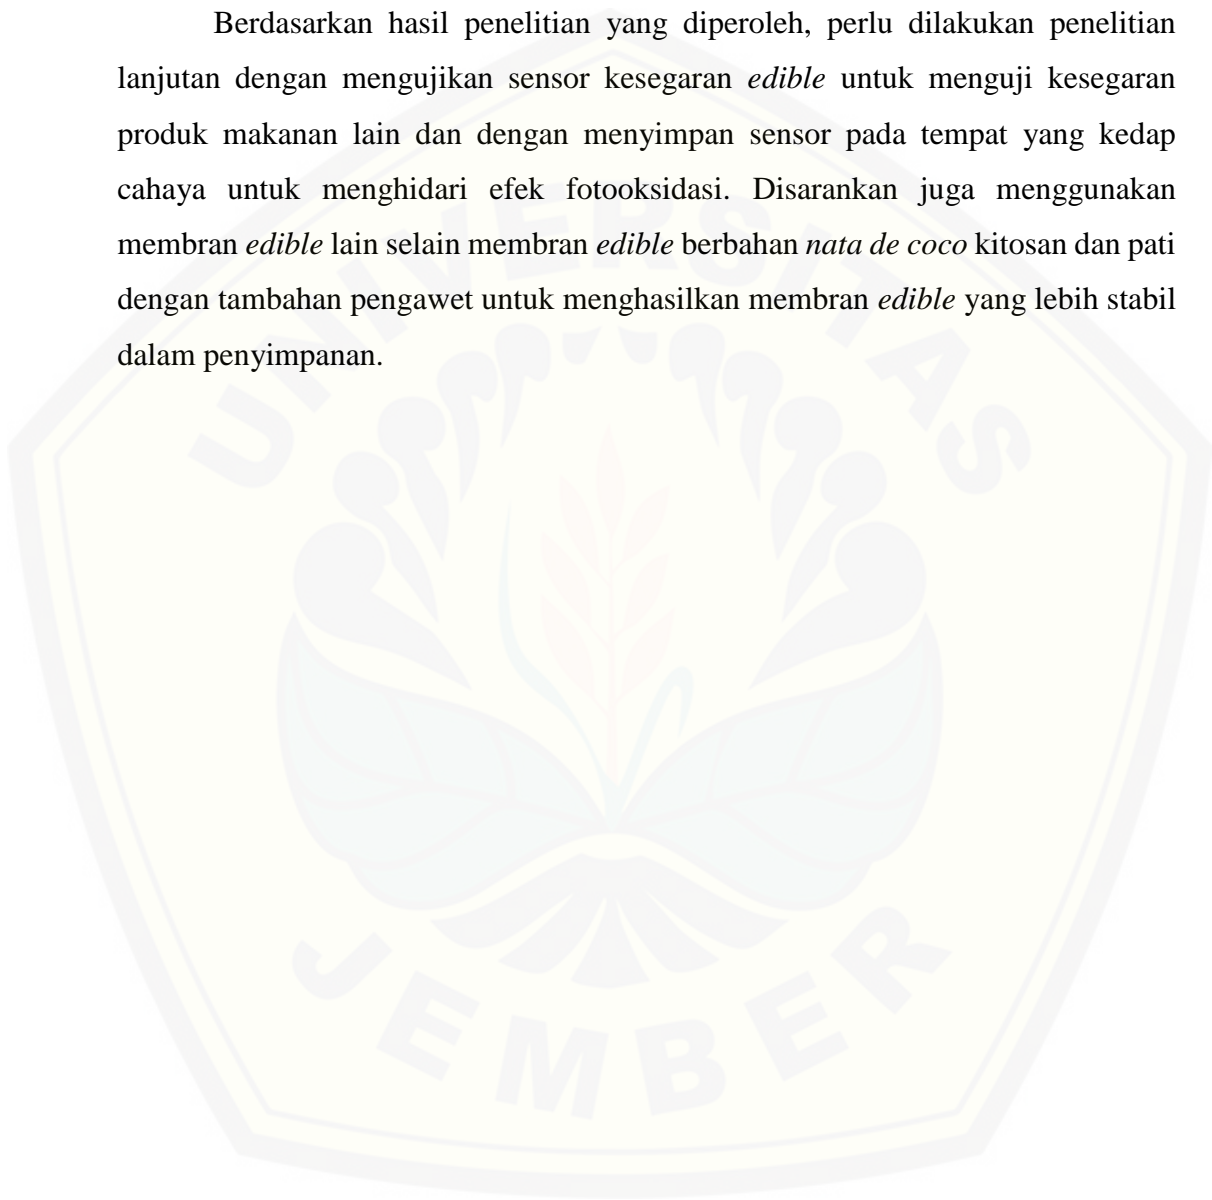 Berdasarkan hasil penelitian yang diperoleh, perlu dilakukan penelitian
lanjutan dengan mengujikan sensor kesegaran edible untuk menguji kesegaran
produk makanan lain dan dengan menyimpan sensor pada tempat yang kedap
cahaya untuk menghidari efek fotooksidasi. Disarankan juga menggunakan
membran edible lain selain membran edible berbahan nata de coco kitosan dan pati
dengan tambahan pengawet untuk menghasilkan membran edible yang lebih stabil
dalam penyimpanan.
UNIVERSITAS
JEMBER